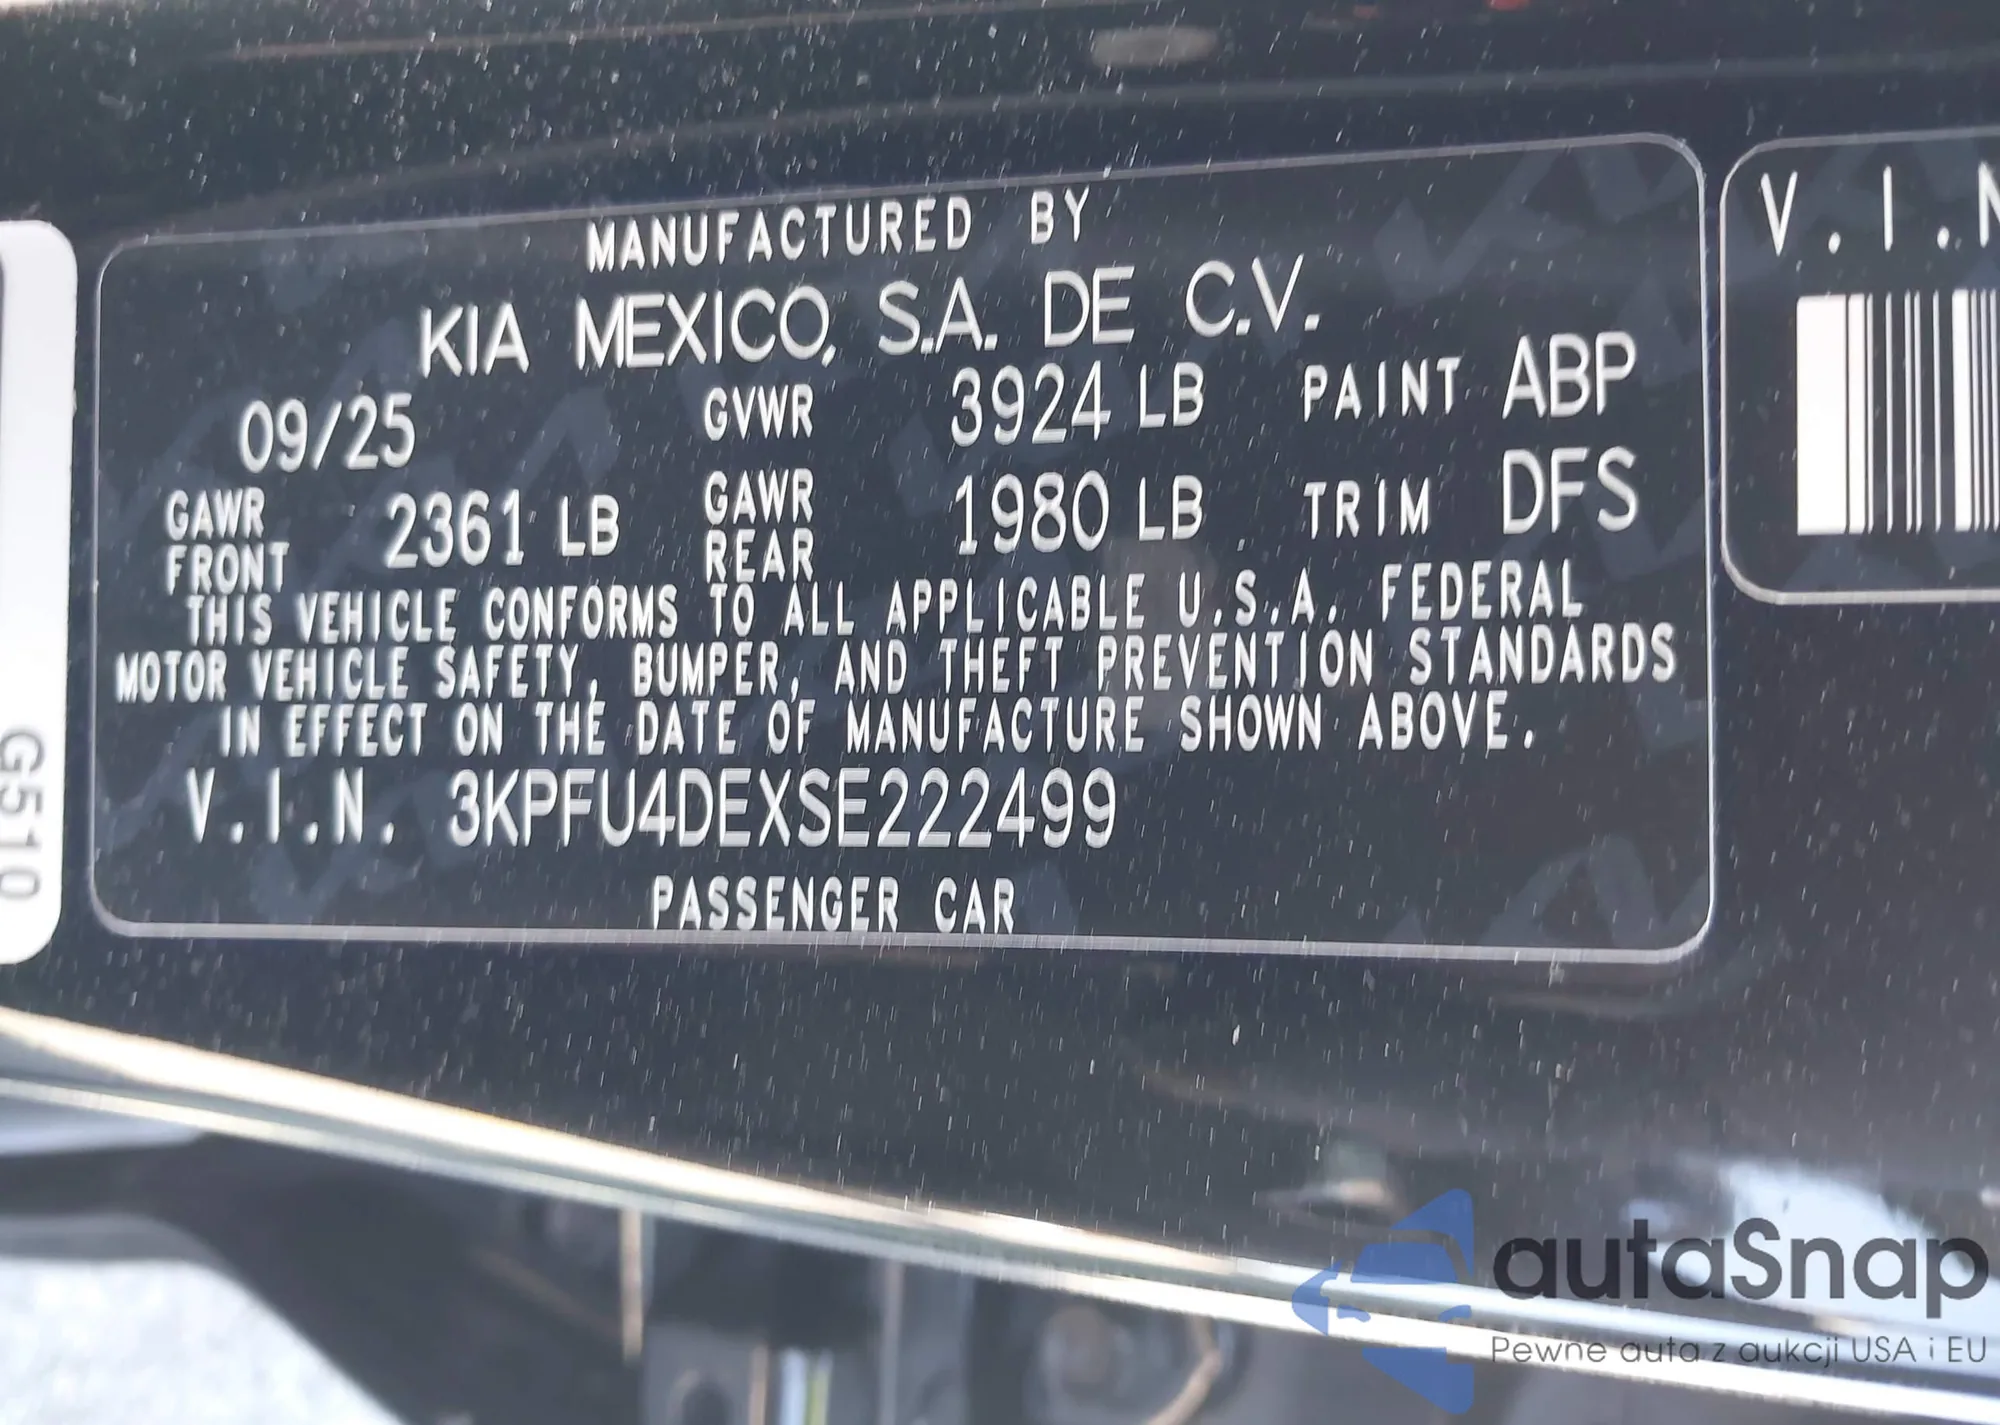 MANUFACTURED BY
KIA MEXICO, S.A. DE C.V.
09/25 GVWR 3924 LB PAINT ABP
GAWR FRONT 2361 LB GAWR REAR 1980 LB TRIM DFS
THIS VEHICLE CONFORMS TO ALL APPLICABLE U.S.A. FEDERAL
MOTOR VEHICLE SAFETY, BUMPER, AND THEFT PREVENTION STANDARDS
IN EFFECT ON THE DATE OF MANUFACTURE SHOWN ABOVE.
V.I.N. 3KPFU4DEXSE222499
PASSENGER CAR
V.I.N
G510
autaSnap
Pewne auta z aukcji USA i EU